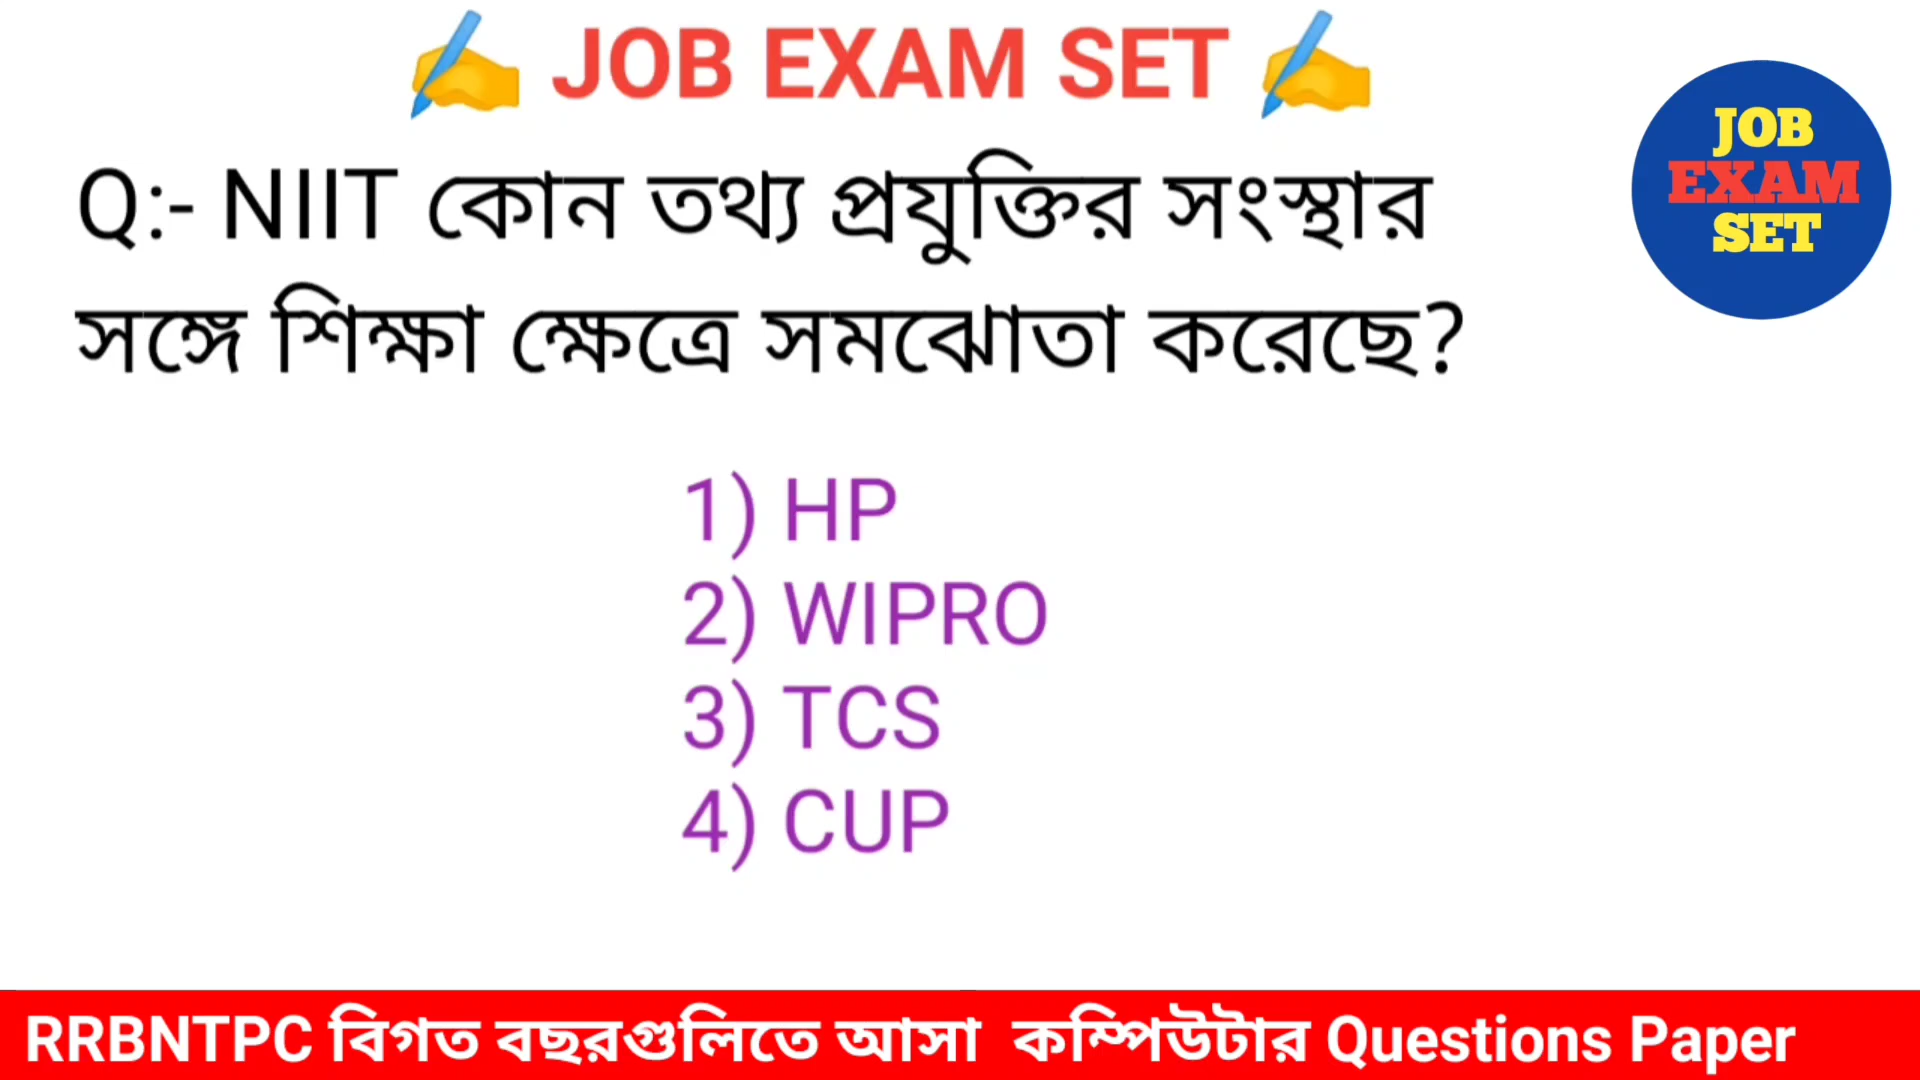 ✍ JOB EXAM SET ✍
JOB
EXAM
SET
Q:- NIIT কোন তথ্য প্রযুক্তির সংস্থার
সঙ্গে শিক্ষা ক্ষেত্রে সমঝোতা করেছে?
1) HP
2) WIPRO
3) TCS
4) CUP
RRBNTPC বিগত বছরগুলিতে আসা কম্পিউটার Questions Paper